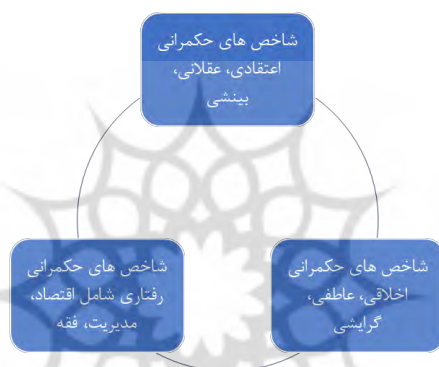 شاخص های حکمرانی
اعتقادی، عقلانی،
بینشی
شاخص های حکمرانی
اخلاقی، عاطفی،
گرایشی
شاخص های حکمرانی
رفتاری شامل اقتصاد،
مدیریت، فقه